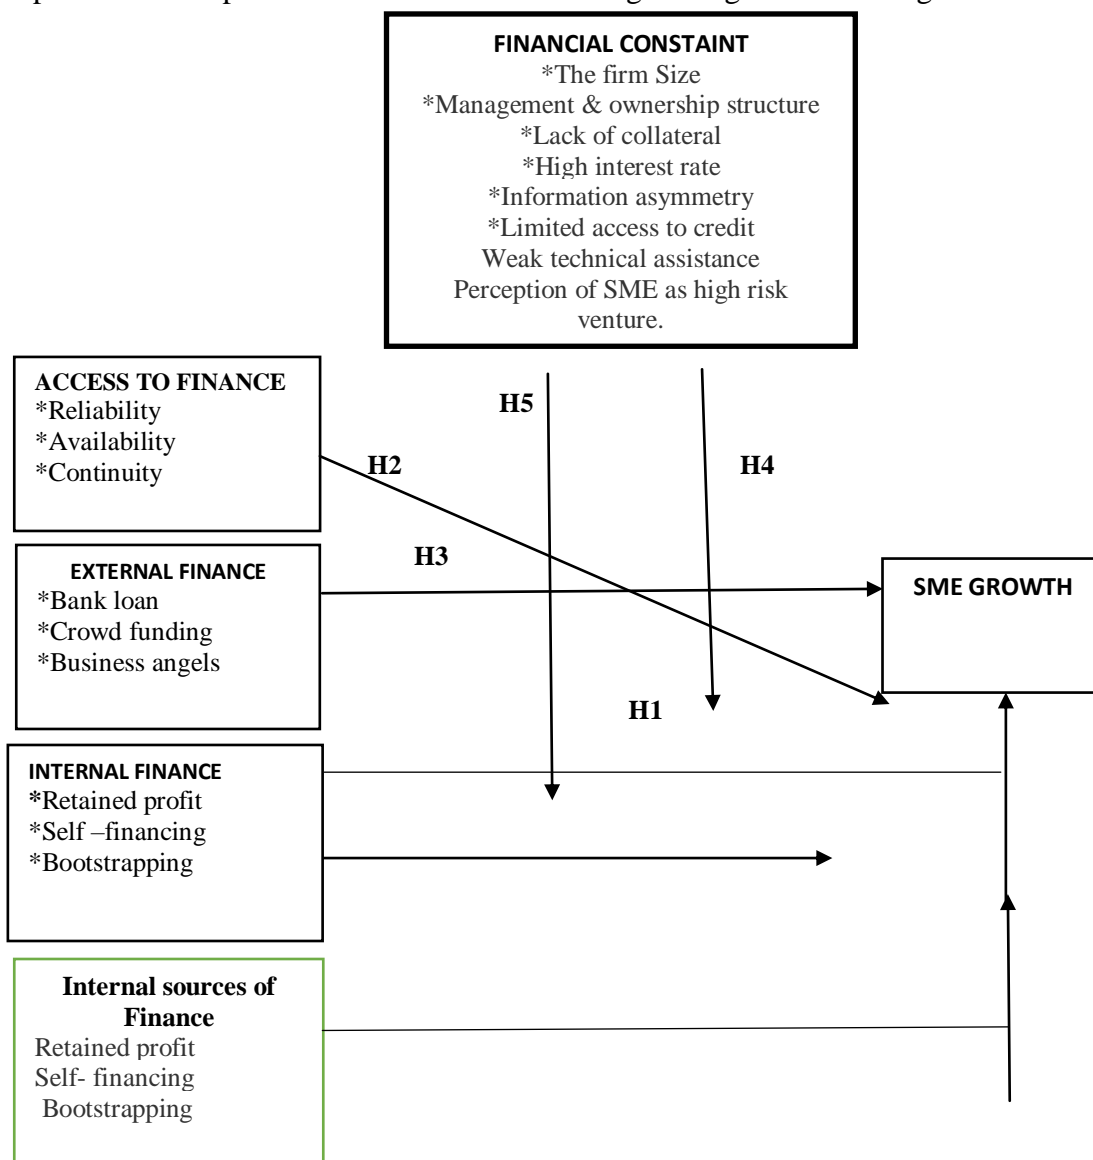 FINANCIAL CONSTAINT
*The firm Size
*Management & ownership structure
*Lack of collateral
*High interest rate
*Information asymmetry
*Limited access to credit
Weak technical assistance
Perception of SME as high risk
venture.
ACCESS TO FINANCE
*Reliability
*Availability
*Continuity
H5
H2
H4
EXTERNAL FINANCE
*Bank loan
*Crowd funding
*Business angels
H3
SME GROWTH
H1
INTERNAL FINANCE
*Retained profit
*Self –financing
*Bootstrapping
Internal sources of
Finance
Retained profit
Self- financing
Bootstrapping